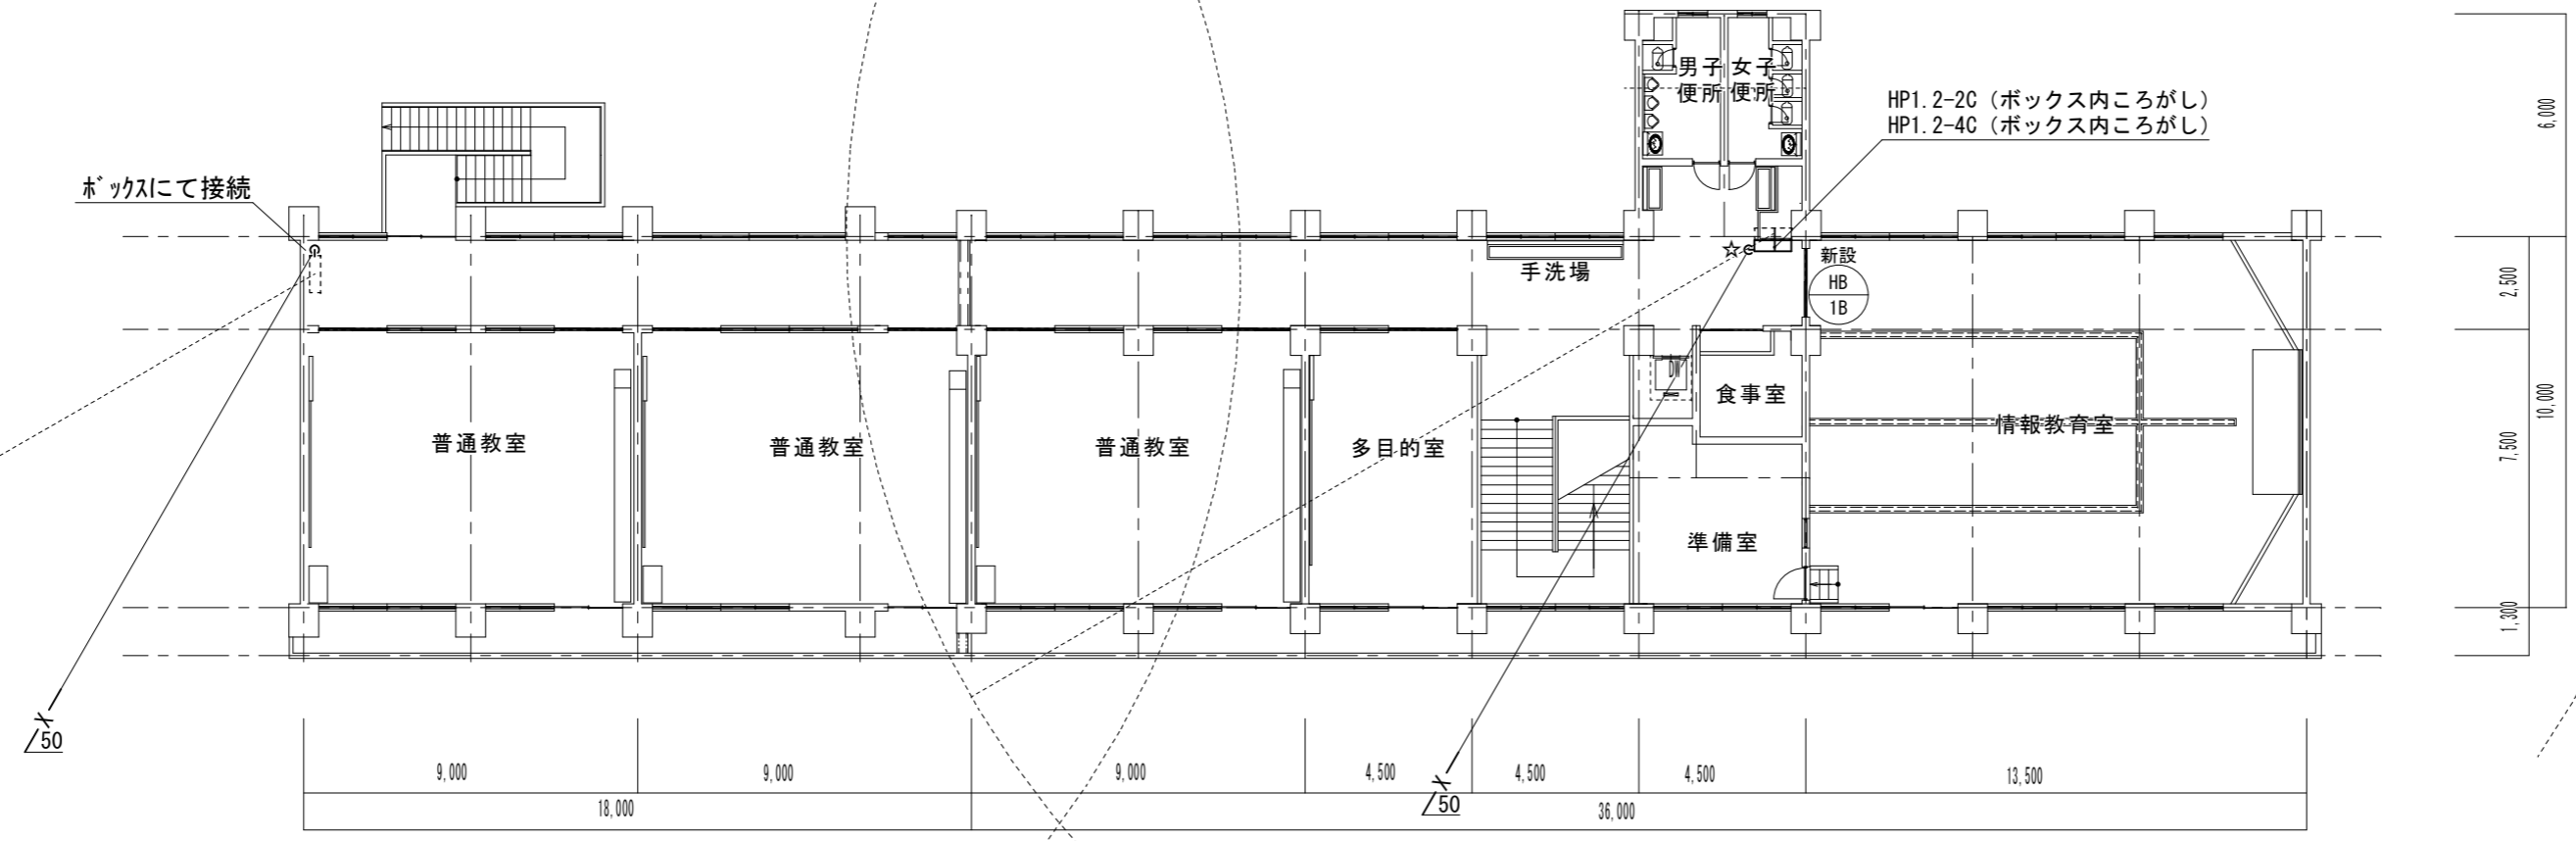 男子
便所
女子
便所
HP1.2-2C (ボックス内ころがし)
HP1.2-4C (ボックス内ころがし)
6,000
ボックスにて接続
☆
新設
HB
1B
手洗場
2,500
DW
食事室
10,000
情報教育室
普通教室
普通教室
普通教室
多目的室
7,500
準備室
1,300
50
50
9,000
9,000
9,000
4,500
4,500
4,500
13,500
18,000
36,000